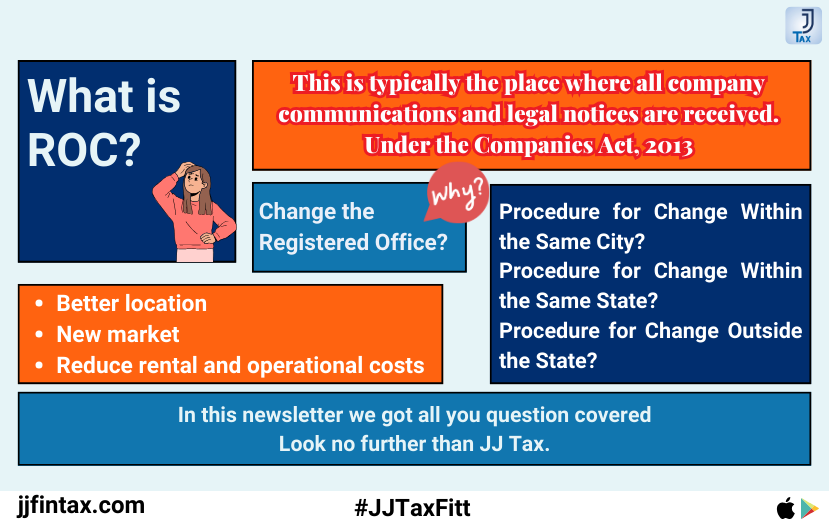 J
TAX
What is
ROC?
This is typically the place where all company
communications and legal notices are received.
Under the Companies Act, 2013
Change the
Registered Office?
why?
Procedure for Change Within
the Same City?
Procedure for Change Within
the Same State?
Procedure for Change Outside
the State?
• Better location
• New market
• Reduce rental and operational costs
In this newsletter we got all you question covered
Look no further than JJ Tax.
jjfintax.com
#JJTaxFitt